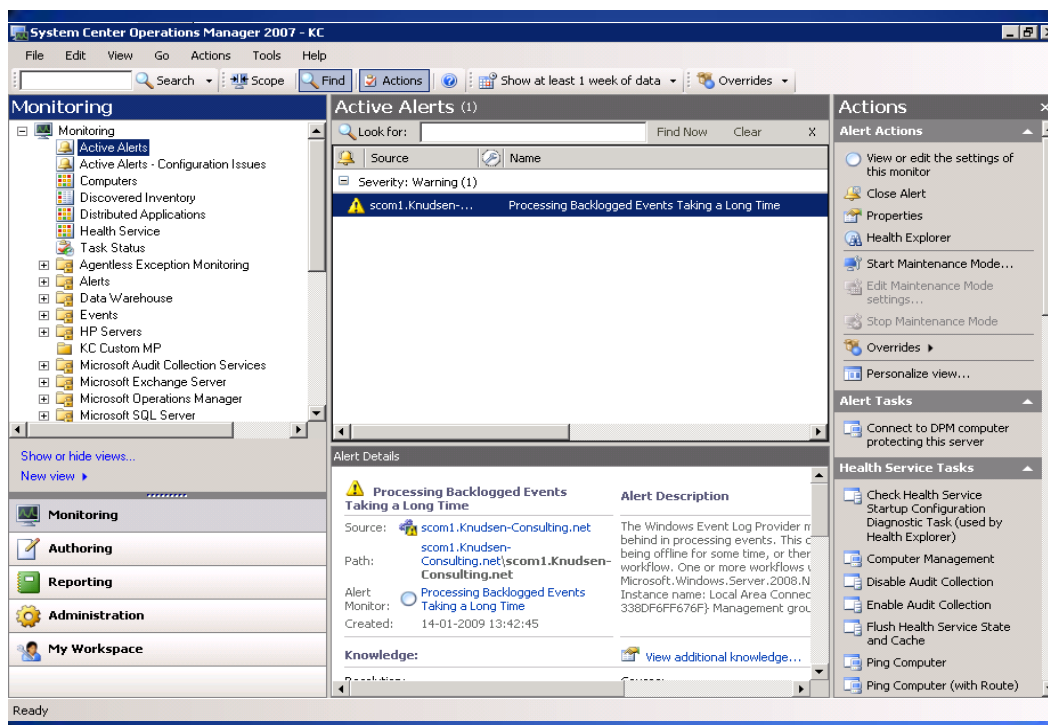 System Center Operations Manager 2007 - KC
File Edit View Go Actions Tools Help
Search Scope Find Actions Show at least 1 week of data Overrides
Monitoring
Monitoring
Active Alerts
Active Alerts - Configuration Issues
Computers
Discovered Inventory
Distributed Applications
Health Service
Task Status
Agentless Exception Monitoring
Alerts
Data Warehouse
Events
HP Servers
KC Custom MP
Microsoft Audit Collection Services
Microsoft Exchange Server
Microsoft Operations Manager
Microsoft SQL Server
Show or hide views...
New view
Monitoring
Authoring
Reporting
Administration
My Workspace
Active Alerts (1)
Look for: Find Now Clear X
Source Name
Severity: Warning (1)
scom1.Knudsen-... Processing Backlogged Events Taking a Long Time
Alert Details
Processing Backlogged Events
Taking a Long Time
Source: scom1.Knudsen-Consulting.net
Path: scom1.Knudsen-
Consulting.net\scom1.Knudsen-
Consulting.net
Alert
Monitor: Processing Backlogged Events
Taking a Long Time
Created: 14-01-2009 13:42:45
Knowledge:
Alert Description
The Windows Event Log Provider
behind in processing events. This
being offline for some time, or
workflow. One or more workflows
Microsoft.Windows.Server.2008.N
Instance name: Local Area Connec
338DF6FF676F} Management grou
View additional knowledge...
Actions
Alert Actions
View or edit the settings of
this monitor
Close Alert
Properties
Health Explorer
Start Maintenance Mode...
Edit Maintenance Mode
settings...
Stop Maintenance Mode
Overrides
Personalize view...
Alert Tasks
Connect to DPM computer
protecting this server
Health Service Tasks
Check Health Service
Startup Configuration
Diagnostic Task (used by
Health Explorer)
Computer Management
Disable Audit Collection
Enable Audit Collection
Flush Health Service State
and Cache
Ping Computer
Ping Computer (with Route)
Ready